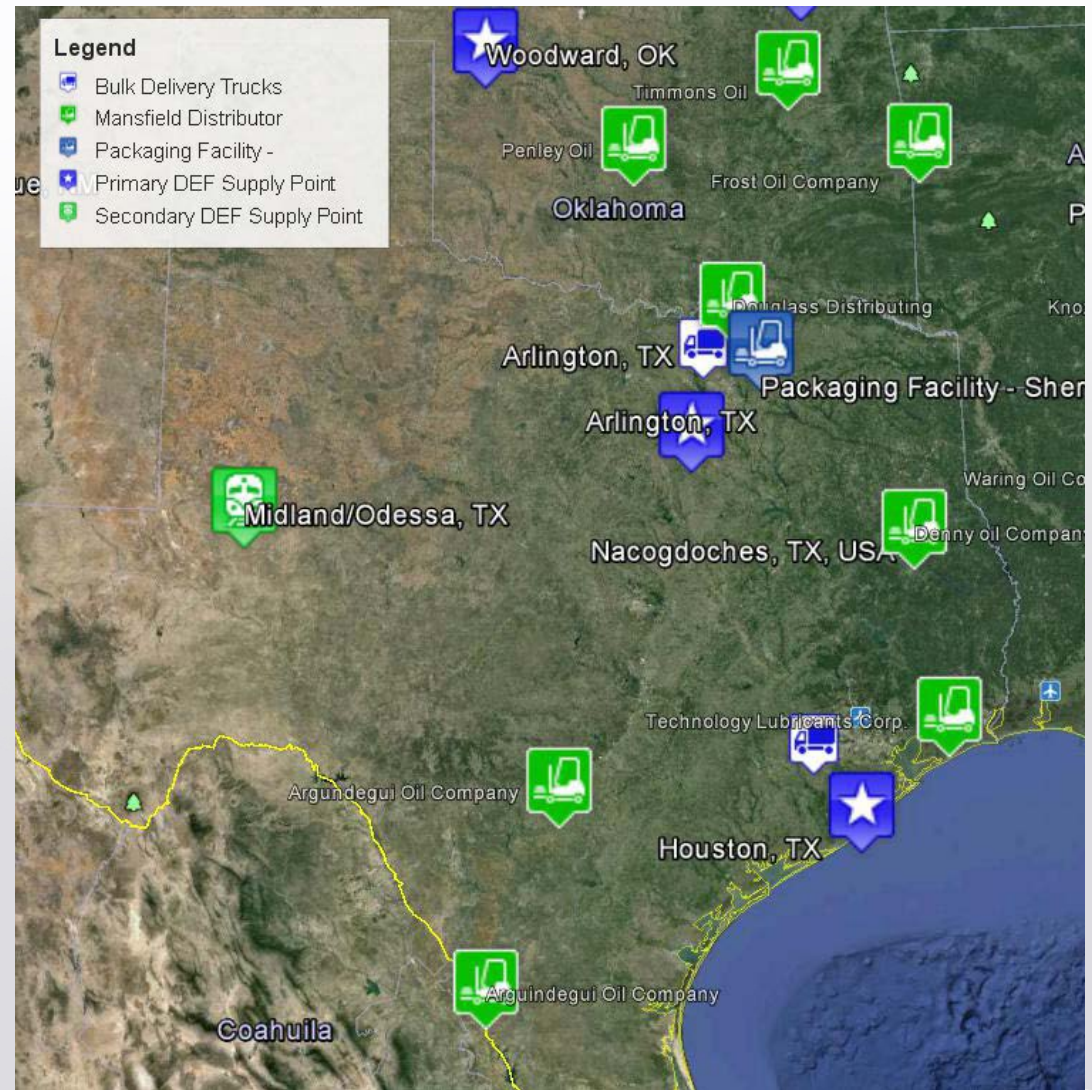 Legend
Bulk Delivery Trucks
Mansfield Distributor
Packaging Facility -
Primary DEF Supply Point
Secondary DEF Supply Point
Woodward, OK
Timmons Oil
Penley Oil
Frost Oil Company
Oklahoma
Douglass Distributing
Arlington, TX
Packaging Facility - Sher
Arlington, TX
Waring Oil Co
Midland/Odessa, TX
Denny oil Company
Nacogdoches, TX, USA
Technology Lubricants Corp.
Argundegui Oil Company
Houston, TX
Arguindegui Oil Company
Coahuila